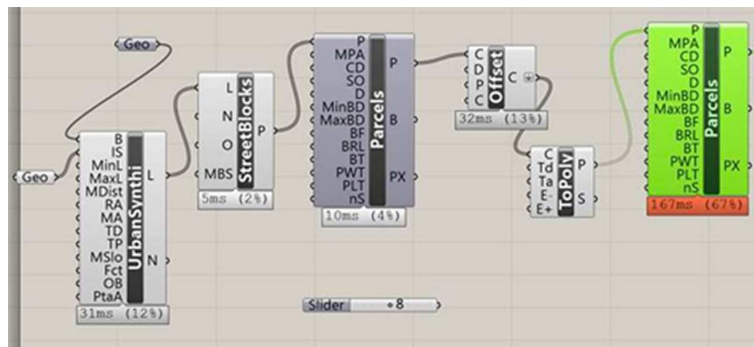 Geo
Geo
B
IS
MinL
MaxL
MDist
RA
MA
TD
TP
MSlo
Fct
OB
PtaA
UrbanSynthi
L
N
31ms (12%)
L
N
O
MBS
StreetBlocks
P
5ms (2%)
P
MPA
CD
SO
D
MinBD
MaxBD
BF
BRL
BT
PWT
PLT
nS
Parcels
P
B
PX
10ms (4%)
C
D
P
C
Offset
C
32ms (13%)
C
Td
Ta
E-
E+
ToPoly
P
S
P
MPA
CD
SO
D
MinBD
MaxBD
BF
BRL
BT
PWT
PLT
nS
Parcels
P
B
PX
167ms (67%)
Slider 8